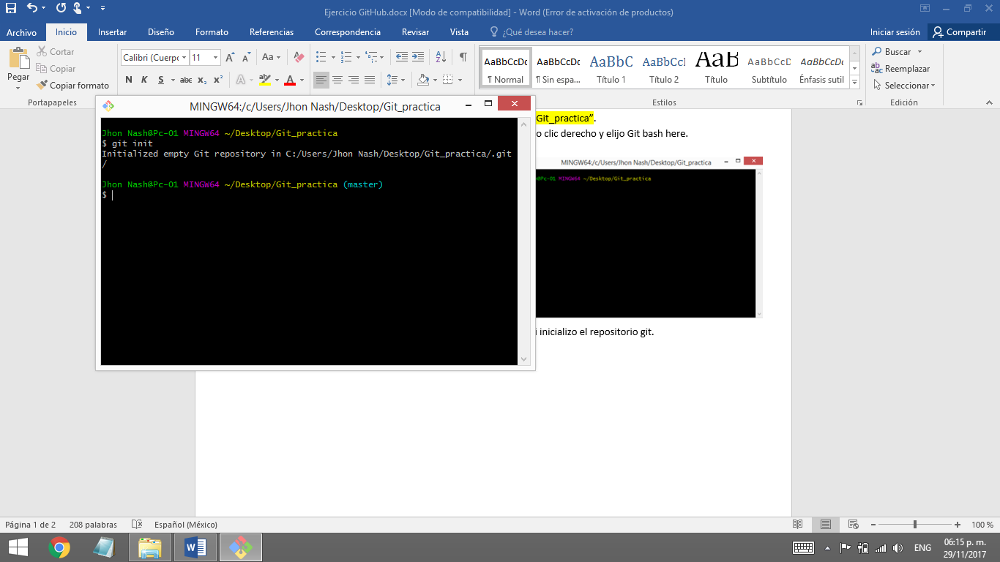 Ejercicio GitHub.docx [Modo de compatibilidad] - Word (Error de activación de productos)
Archivo Inicio Insertar Diseño Formato Referencias Correspondencia Revisar Vista ¿Qué desea hacer? Iniciar sesión Compartir
Pegar
Cortar
Copiar
Copiar formato
Portapapeles
Calibri (Cuerpo 11 A A Aa A
N K S abc x₂ x² A ab A
AaBbCcDc AaBbCcDc AaBbC AaBbCcI AaBb AaBbCcD AaBbCcDt
¶ Normal ¶ Sin espa... Título 1 Título 2 Título Subtítulo Énfasis sutil
Estilos
Buscar
Reemplazar
Seleccionar
Edición
MINGW64:/c/Users/Jhon Nash/Desktop/Git_practica
Jhon Nash@Pc-01 MINGW64 ~/Desktop/Git_practica
$ git init
Initialized empty Git repository in C:/Users/Jhon Nash/Desktop/Git_practica/.git
/
Jhon Nash@Pc-01 MINGW64 ~/Desktop/Git_practica (master)
$
Git_practica”.
o clic derecho y elijo Git bash here.
MINGW64:/c/Users/Jhon Nash/Desktop/Git_practica
@Pc-01 MINGW64 ~/Desktop/Git_practica
i inicializo el repositorio git.
Página 1 de 2 208 palabras Español (México) 100 %
ENG
06:15 p. m.
29/11/2017